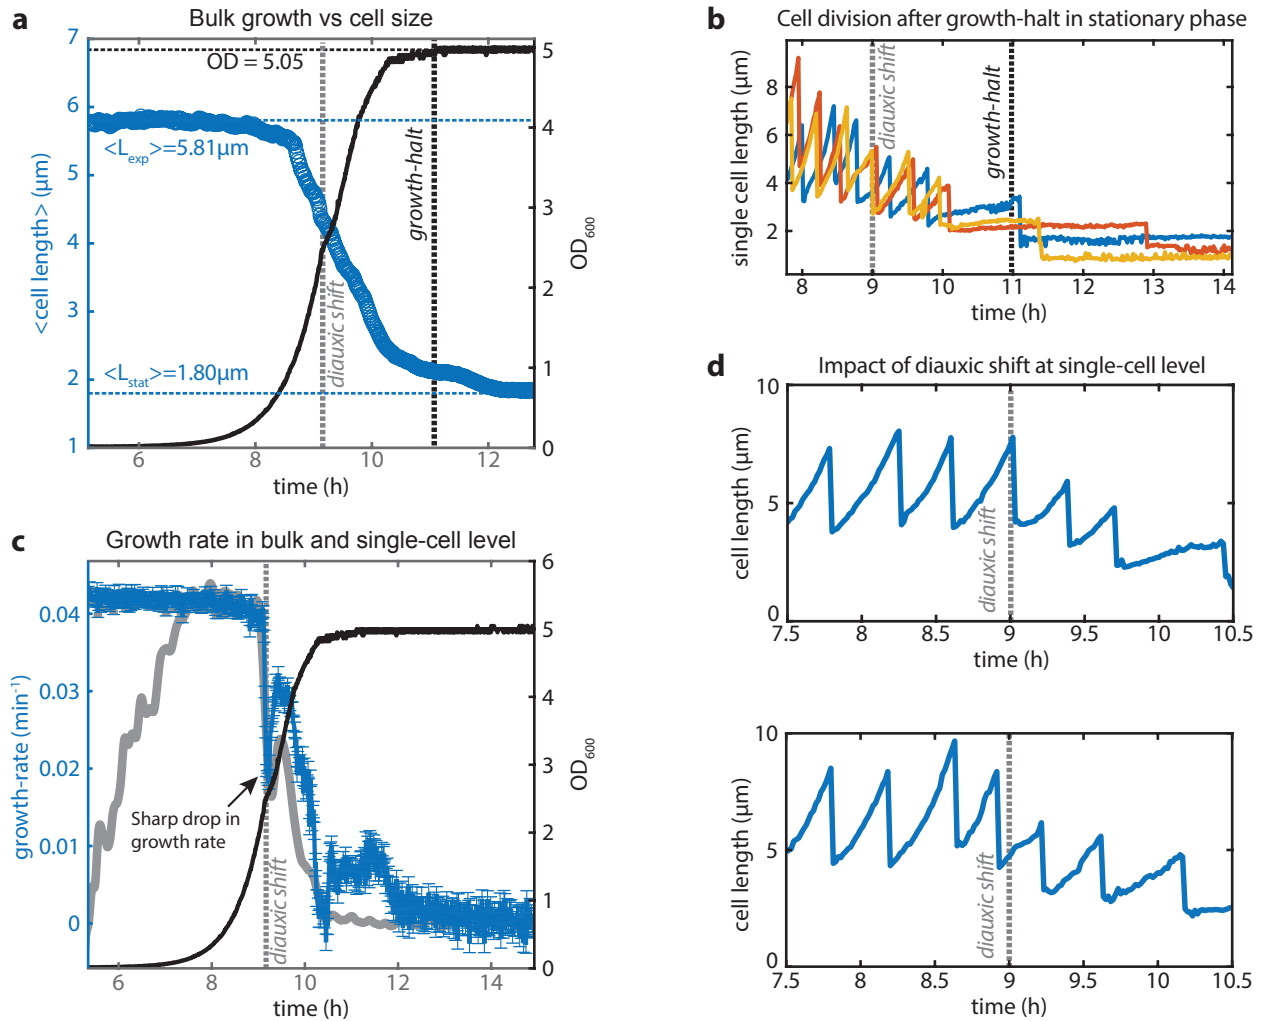 a
Bulk growth vs cell size
7
6
5
4
3
2
1
<cell length> (μm)
OD = 5.05
<L_exp>=5.81μm
<L_stat>=1.80μm
diauxic shift
growth-halt
5
4
3
2
1
0
OD600
6 8 10 12
time (h)
b
Cell division after growth-halt in stationary phase
8
6
4
2
single cell length (μm)
diauxic shift
growth-halt
8 9 10 11 12 13 14
time (h)
c
Growth rate in bulk and single-cell level
0.04
0.03
0.02
0.01
0
growth-rate (min⁻¹)
Sharp drop in
growth rate
diauxic shift
6
5
4
3
2
1
0
OD600
6 8 10 12 14
time (h)
d
Impact of diauxic shift at single-cell level
10
5
0
cell length (μm)
diauxic shift
7.5 8 8.5 9 9.5 10 10.5
time (h)
10
5
0
cell length (μm)
diauxic shift
7.5 8 8.5 9 9.5 10 10.5
time (h)